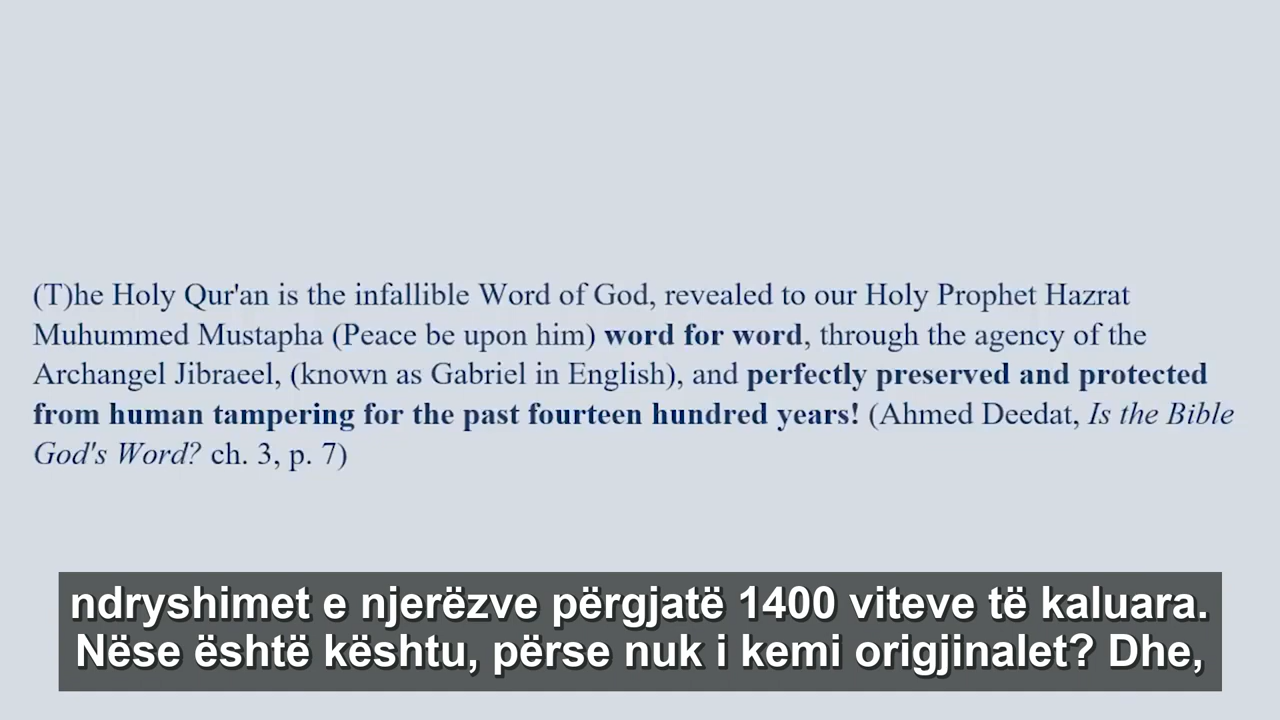 (T)he Holy Qur'an is the infallible Word of God, revealed to our Holy Prophet Hazrat
Muhummed Mustapha (Peace be upon him) word for word, through the agency of the
Archangel Jibraeel, (known as Gabriel in English), and perfectly preserved and protected
from human tampering for the past fourteen hundred years! (Ahmed Deedat, Is the Bible
God's Word? ch. 3, p. 7)
ndryshimet e njerëzve përgjatë 1400 viteve të kaluara.
Nëse është kështu, përse nuk i kemi origjinalet? Dhe,